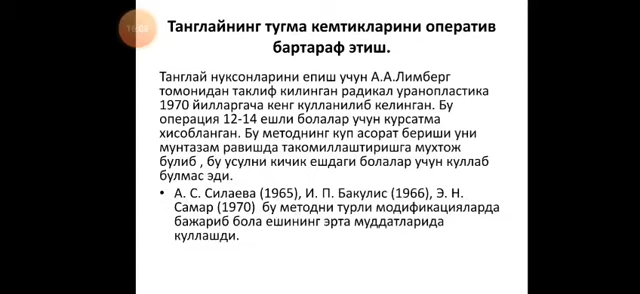 Танглайнинг тугма кемтикларини оператив
бартараф этиш.
Танглай нуксонларини епиш учун А.А.Лимберг
томонидан таклиф килинган радикал уранопластика
1970 йилларгача кенг кулланилиб келинган. Бу
операция 12-14 ешли болалар учун курсатма
хисобланган. Бу методнинг куп асорат бериши уни
мунтазам равишда такомиллаштиришга мухтож
булиб , бу усулни кичик ешдаги болалар учун куллаб
булмас эди.
• А. С. Силаева (1965), И. П. Бакулис (1966), Э. Н.
Самар (1970)  бу методни турли модификацияларда
бажариб бола ешининг эрта муддатларида
куллашди.